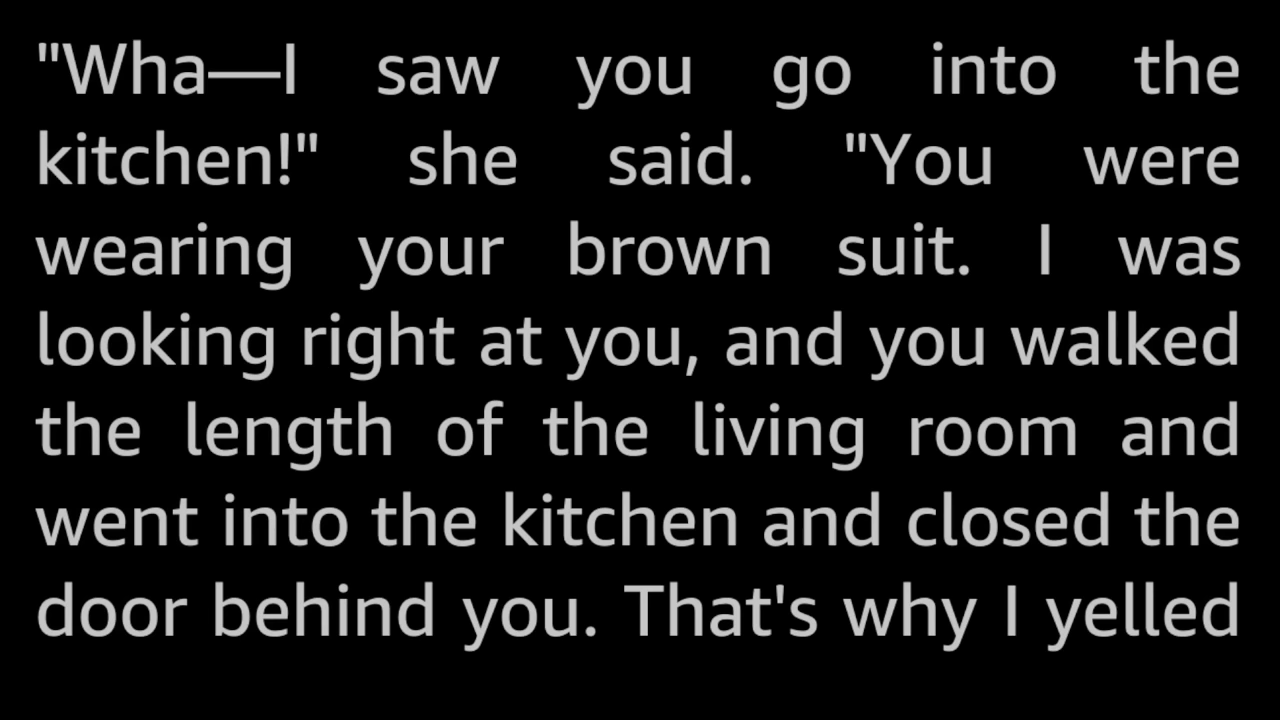 "Wha—I saw you go into the
kitchen!" she said. "You were
wearing your brown suit. I was
looking right at you, and you walked
the length of the living room and
went into the kitchen and closed the
door behind you. That's why I yelled